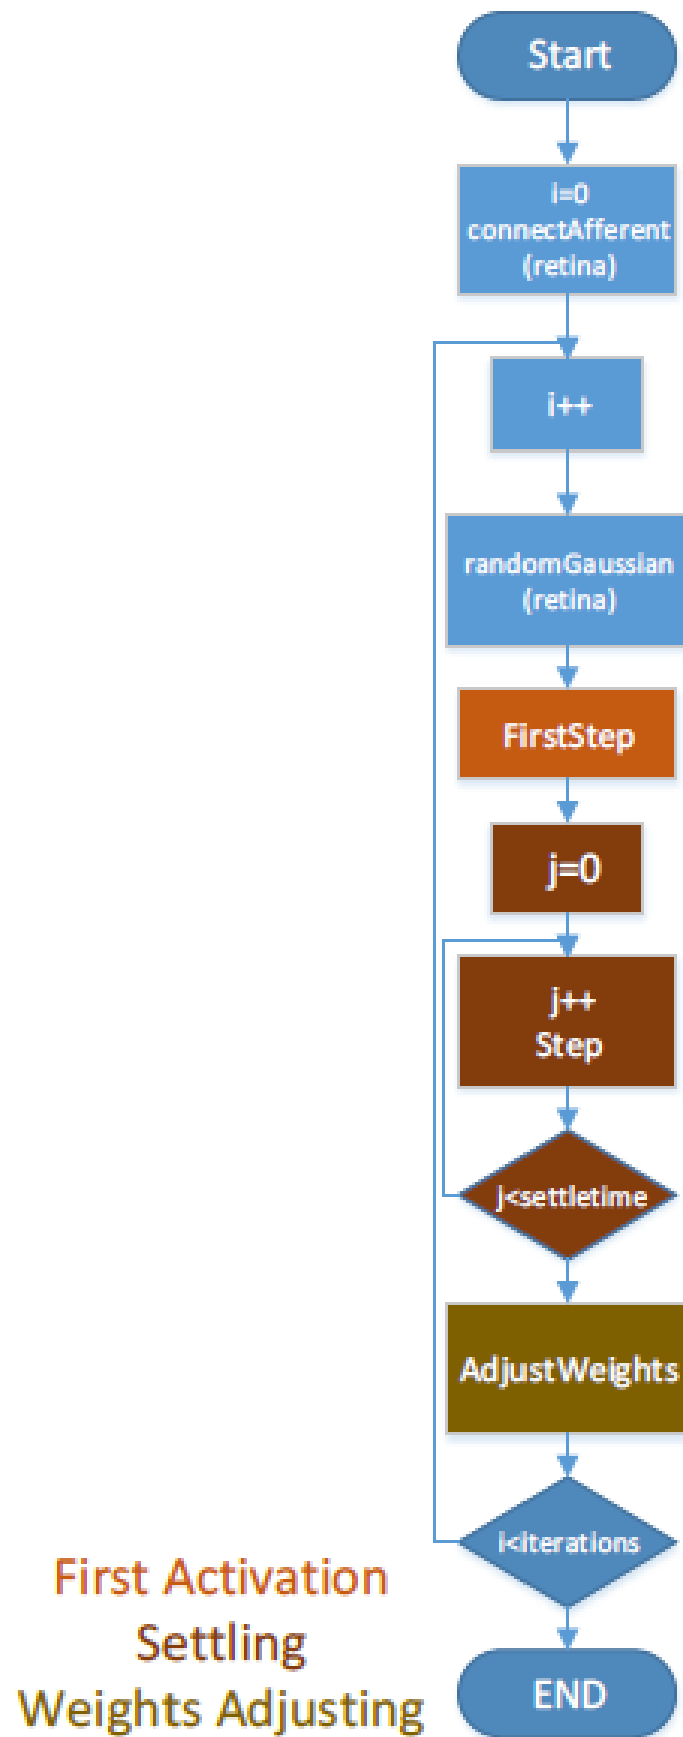 Start
i=0
connectAfferent
(retina)
i++
randomGaussian
(retina)
FirstStep
j=0
j++
Step
j<settletime
AdjustWeights
i<iterations
END
First Activation
Settling
Weights Adjusting